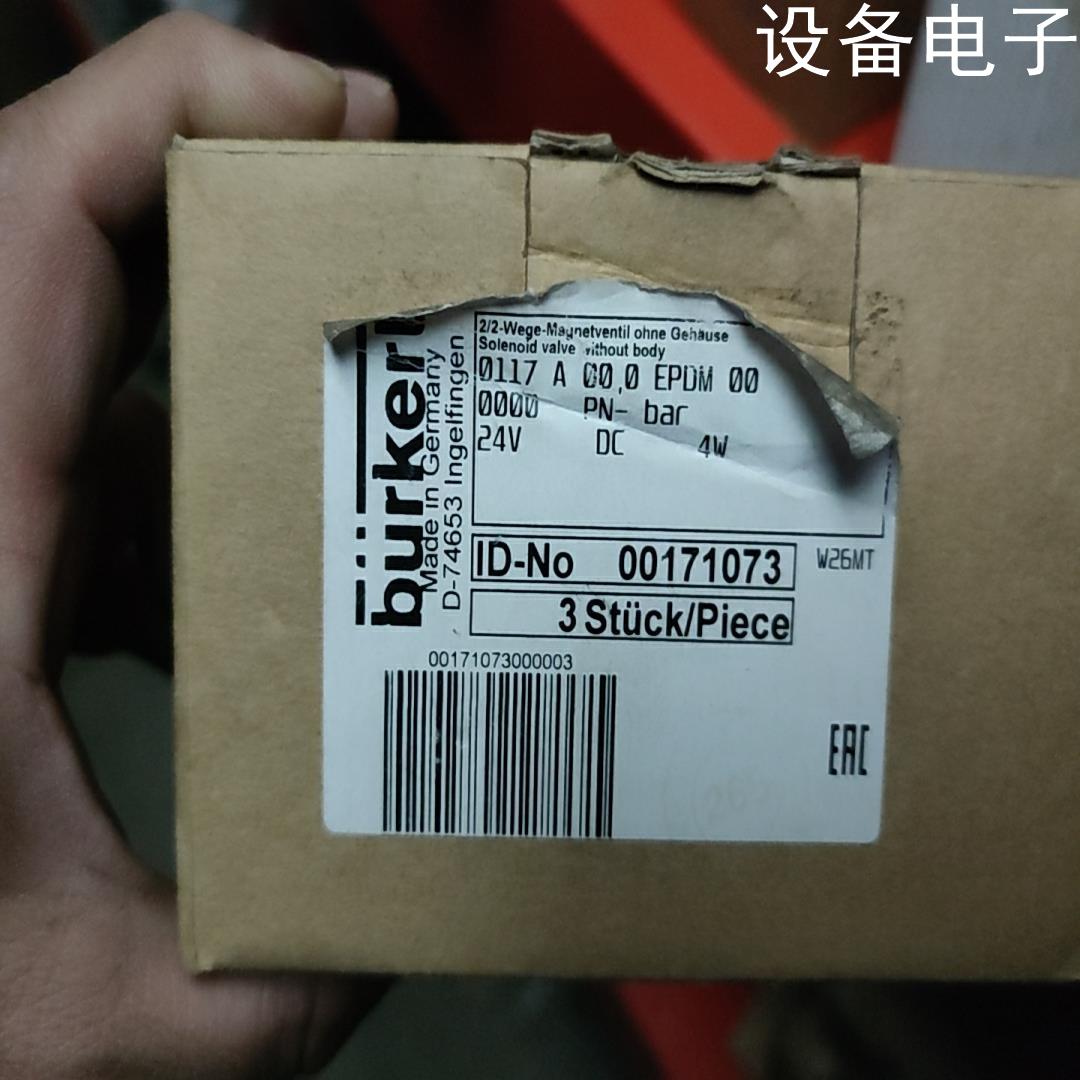 设备电子
bürkert
Made in Germany
D-74653 Ingelfingen
2/2-Wege-Magnetventil ohne Gehäuse
Solenoid valve without body
0117 A 00,0 EPDM 00
0000 PN- bar
24V DC 4W
ID-No 00171073
W26MT
3 Stück/Piece
00171073000003
EAC